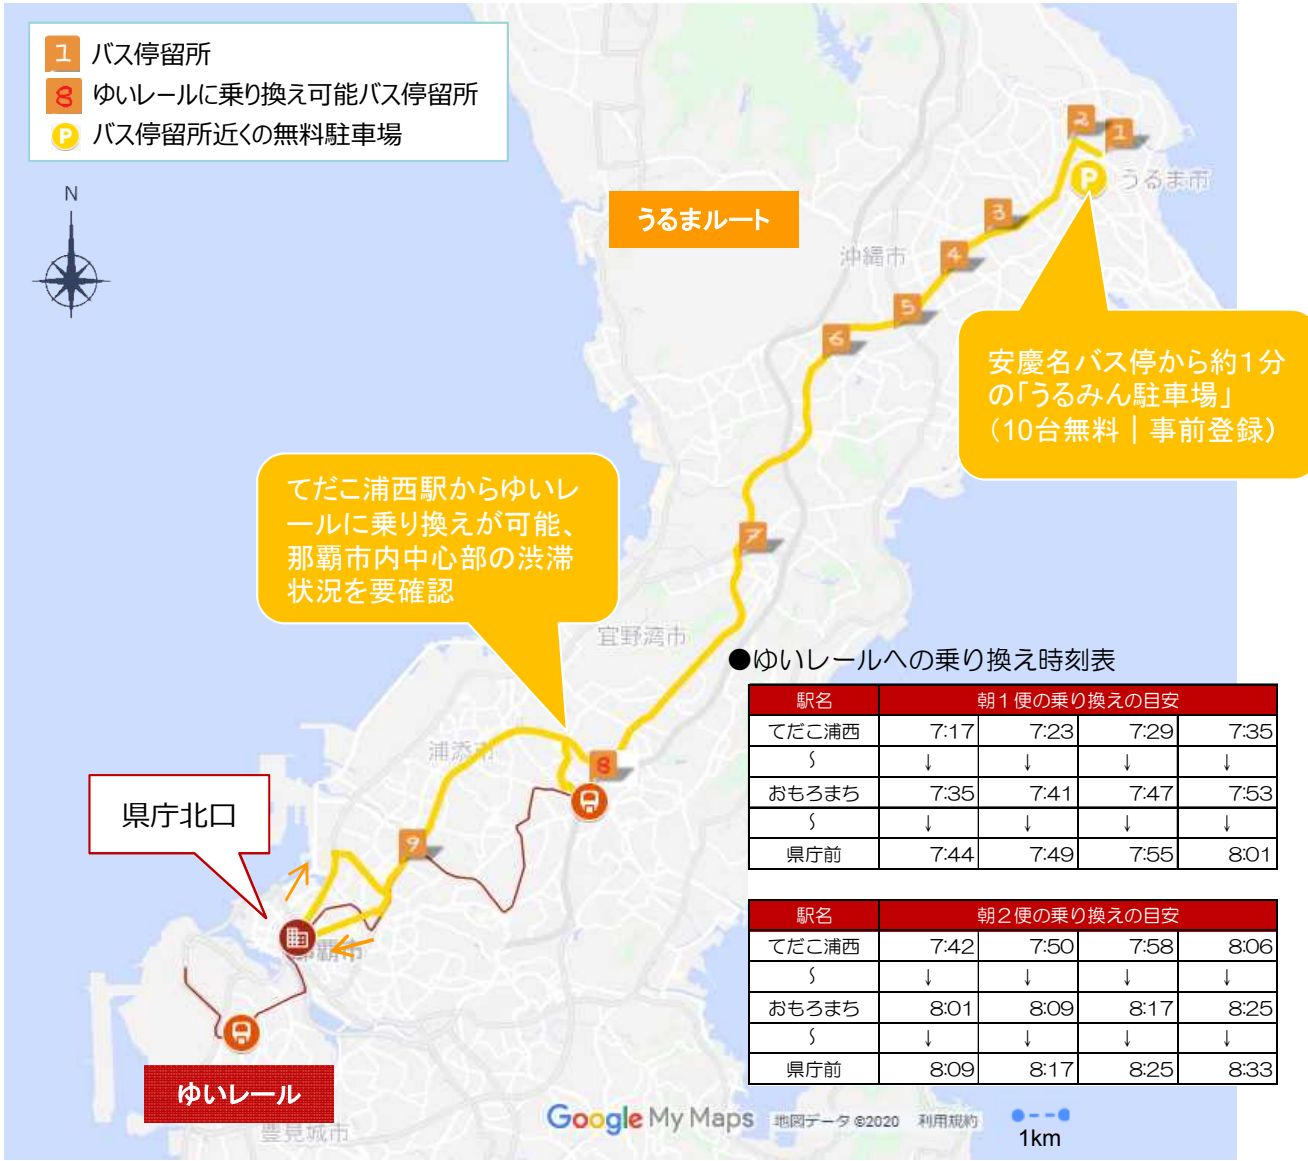 1 バス停留所
8 ゆいレールに乗り換え可能バス停留所
P バス停留所近くの無料駐車場
N
うるまルート
2
1
P
うるま市
3
沖縄市
4
5
6
安慶名バス停から約1分
の「うるみん駐車場」
（10台無料｜事前登録）
てだこ浦西駅からゆいレ
ールに乗り換えが可能、
那覇市内中心部の渋滞
状況を要確認
7
宜野湾市
浦添市
8
県庁北口
9
那覇市
ゆいレール
豊見城市
●ゆいレールへの乗り換え時刻表
駅名 朝1便の乗り換えの目安
てだこ浦西 7:17 7:23 7:29 7:35
〜 ↓ ↓ ↓ ↓
おもろまち 7:35 7:41 7:47 7:53
〜 ↓ ↓ ↓ ↓
県庁前 7:44 7:49 7:55 8:01
駅名 朝2便の乗り換えの目安
てだこ浦西 7:42 7:50 7:58 8:06
〜 ↓ ↓ ↓ ↓
おもろまち 8:01 8:09 8:17 8:25
〜 ↓ ↓ ↓ ↓
県庁前 8:09 8:17 8:25 8:33
Google My Maps 地図データ ©2020 利用規約
1km